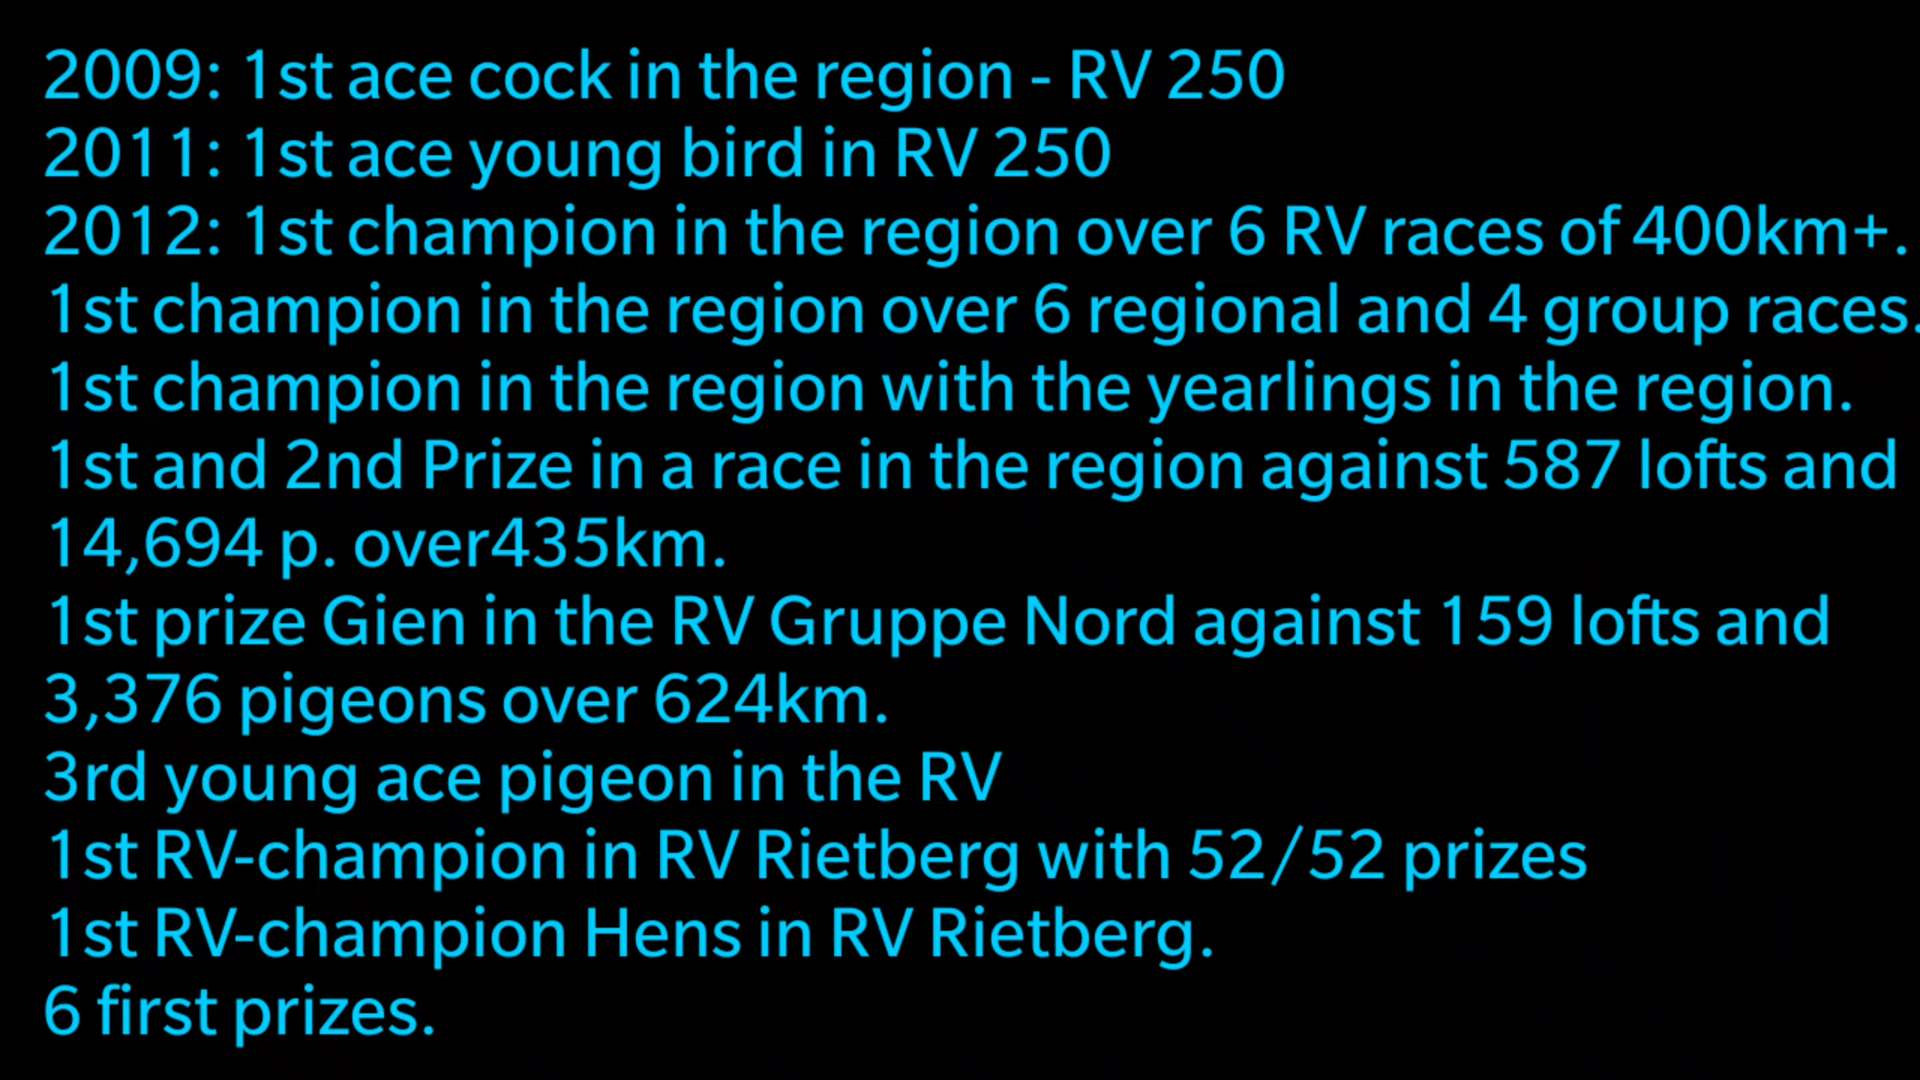 2009: 1st ace cock in the region - RV 250
2011: 1st ace young bird in RV 250
2012: 1st champion in the region over 6 RV races of 400km+.
1st champion in the region over 6 regional and 4 group races.
1st champion in the region with the yearlings in the region.
1st and 2nd Prize in a race in the region against 587 lofts and
14,694 p. over435km.
1st prize Gien in the RV Gruppe Nord against 159 lofts and
3,376 pigeons over 624km.
3rd young ace pigeon in the RV
1st RV-champion in RV Rietberg with 52/52 prizes
1st RV-champion Hens in RV Rietberg.
6 first prizes.